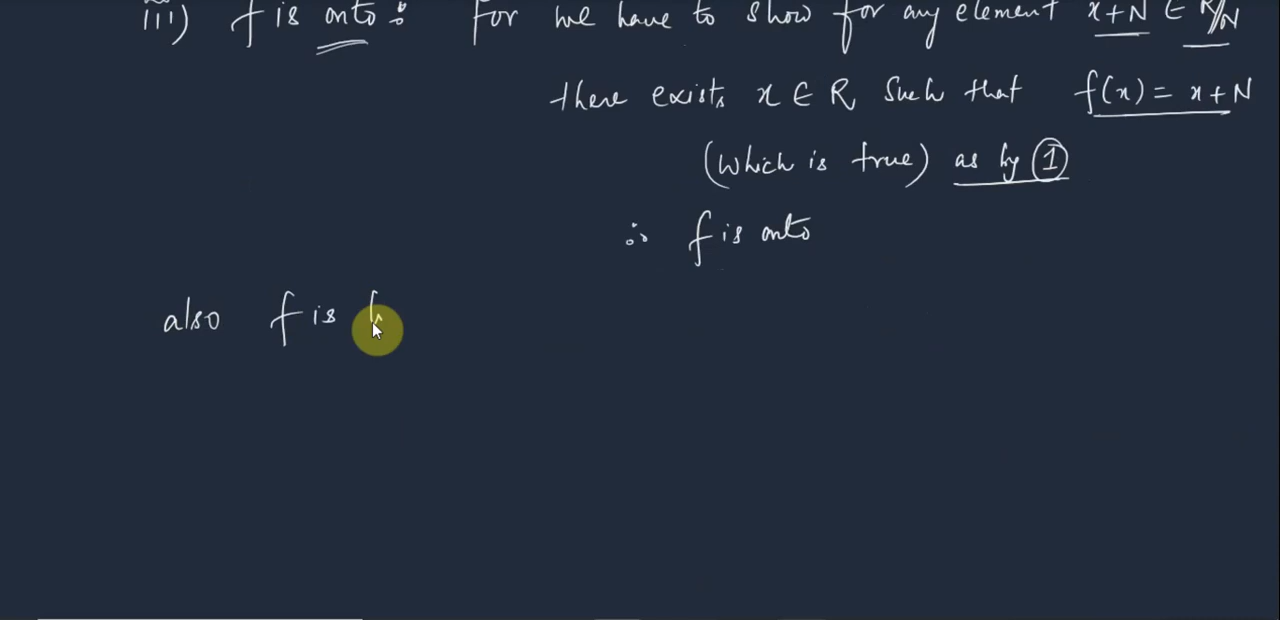 iii) f is onto : For we have to show for any element x+N ∈ R/N
there exists x ∈ R such that f(x) = x+N
(which is true) as by ①
∴ f is onto
also f is h